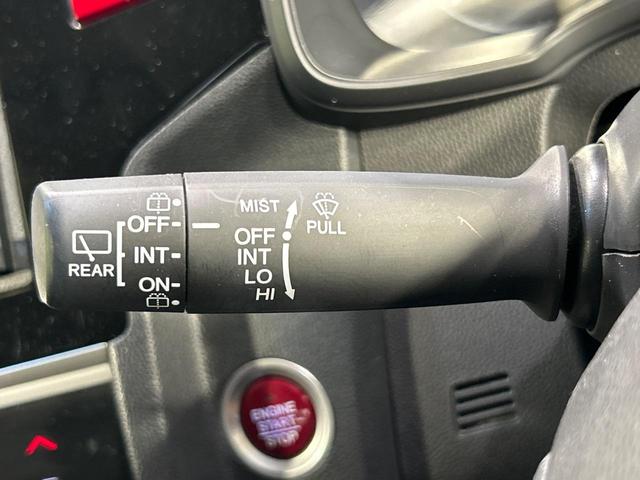 REAR
OFF
INT
ON
MIST
OFF
INT
LO
HI
PULL
ENGINE
START
STOP